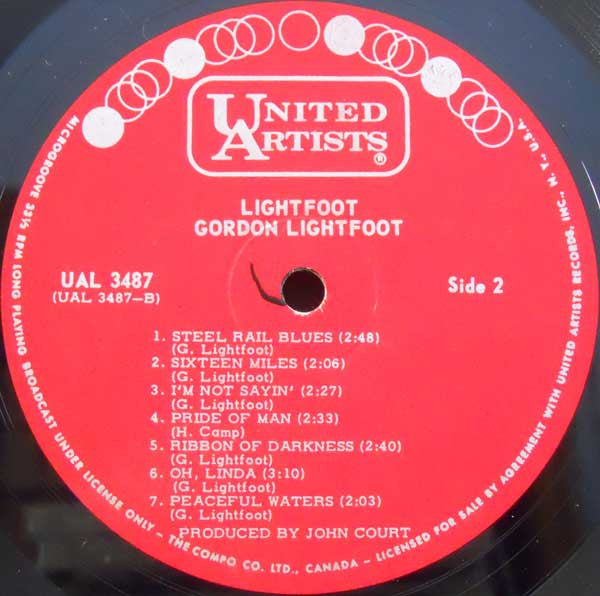 UNITED
ARTISTS®
LIGHTFOOT
GORDON LIGHTFOOT
UAL 3487
(UAL 3487-B)
Side 2
1. STEEL RAIL BLUES (2:48)
(G. Lightfoot)
2. SIXTEEN MILES (2:06)
(G. Lightfoot)
3. I'M NOT SAYIN' (2:27)
(G. Lightfoot)
4. PRIDE OF MAN (2:33)
(H. Camp)
5. RIBBON OF DARKNESS (2:40)
(G. Lightfoot)
6. OH, LINDA (3:10)
(G. Lightfoot)
7. PEACEFUL WATERS (2:03)
(G. Lightfoot)
PRODUCED BY JOHN COURT
MICROGROOVE 33⅓ RPM LONG PLAYING BROADCAST UNDER LICENSE ONLY - THE COMPO CO. LTD., CANADA - LICENSED FOR SALE BY AGREEMENT WITH UNITED ARTISTS RECORDS, INC., N. Y., U.S.A.